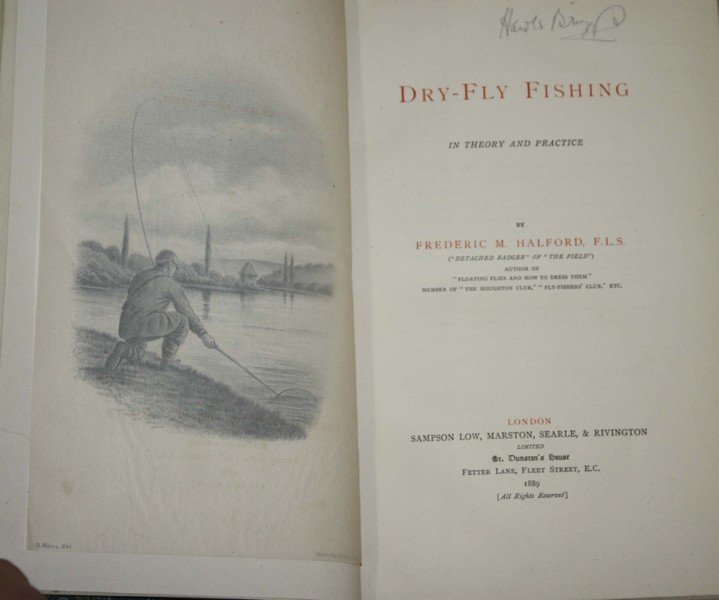 DRY-FLY FISHING
IN THEORY AND PRACTICE
BY
FREDERIC M. HALFORD, F.L.S.
("DETACHED BADGER" OF "THE FIELD")
AUTHOR OF
"FLOATING FLIES AND HOW TO DRESS THEM"
MEMBER OF "THE HOUGHTON CLUB," "FLY-FISHERS' CLUB," ETC.
LONDON
SAMPSON LOW, MARSTON, SEARLE, & RIVINGTON
LIMITED
St. Dunstan's House
FETTER LANE, FLEET STREET, E.C.
1889
[All Rights Reserved]